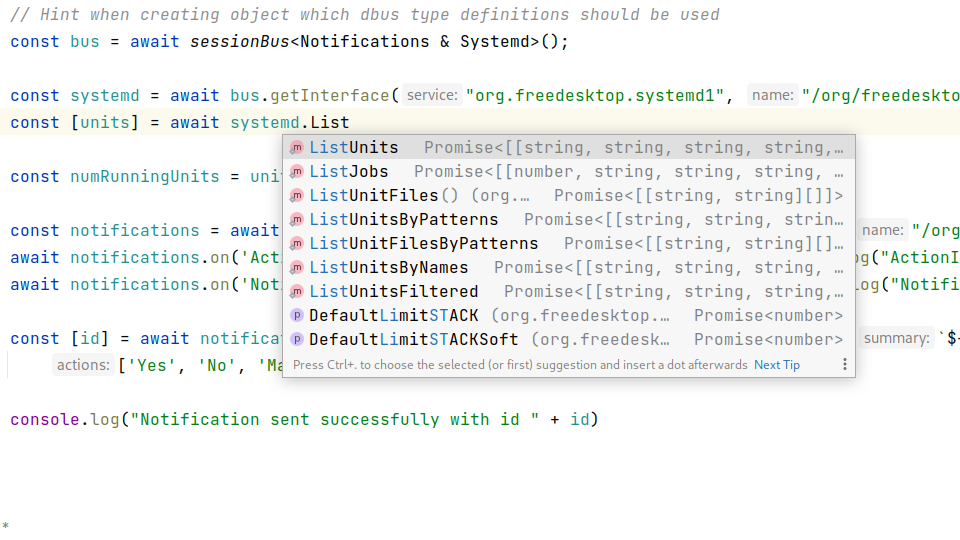 // Hint when creating object which dbus type definitions should be used
const bus = await sessionBus<Notifications & Systemd>();
const systemd = await bus.getInterface( service: "org.freedesktop.systemd1", name: "/org/freedeskto
const [units] = await systemd.List
ListUnits Promise<[[string, string, string, string,…
ListJobs Promise<[[number, string, string, string, …
const numRunningUnits = uni
ListUnitFiles() (org.… Promise<[[string, string][]]>
ListUnitsByPatterns Promise<[[string, string, strin…
const notifications = await name: "/org
ListUnitFilesByPatterns Promise<[[string, string][]…
await notifications.on('Act og("ActionI
ListUnitsByNames Promise<[[string, string, string, …
await notifications.on('Not Log("Notifi
ListUnitsFiltered Promise<[[string, string, string,…
DefaultLimitSTACK (org.freedesktop.… Promise<number>
const [id] = await notificat summary: `$
DefaultLimitSTACKSoft (org.freedesk… Promise<number>
actions: ['Yes', 'No', 'Ma
Press Ctrl+. to choose the selected (or first) suggestion and insert a dot afterwards Next Tip
console.log("Notification sent successfully with id " + id)
*